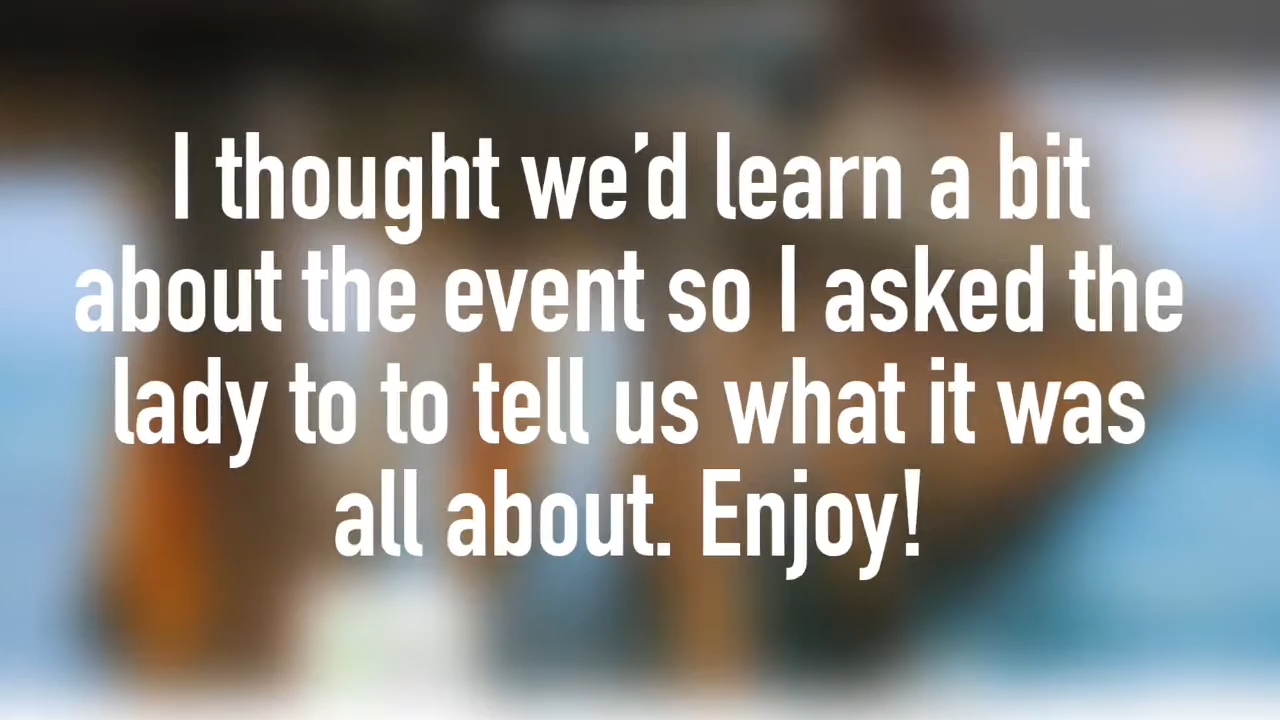 I thought we’d learn a bit
about the event so I asked the
lady to to tell us what it was
all about. Enjoy!